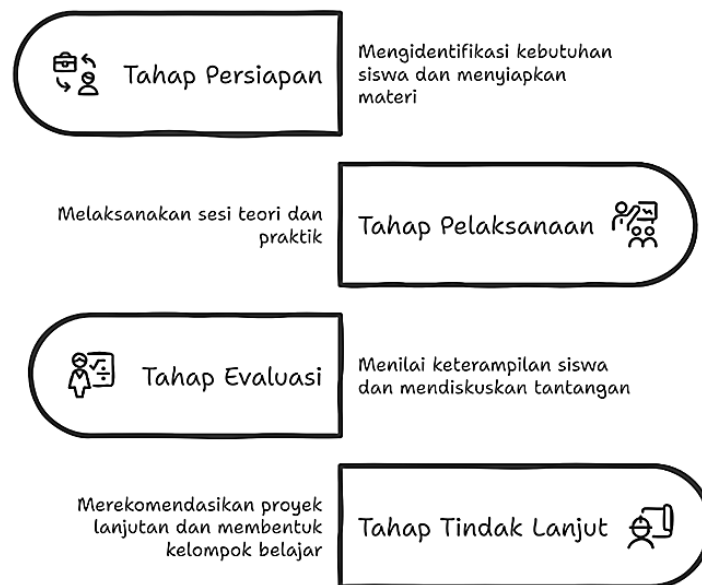 Tahap Persiapan
Mengidentifikasi kebutuhan
siswa dan menyiapkan
materi
Melaksanakan sesi teori dan
praktik
Tahap Pelaksanaan
Tahap Evaluasi
Menilai keterampilan siswa
dan mendiskuskan tantangan
Merekomendasikan proyek
lanjutan dan membentuk
kelompok belajar
Tahap Tindak Lanjut